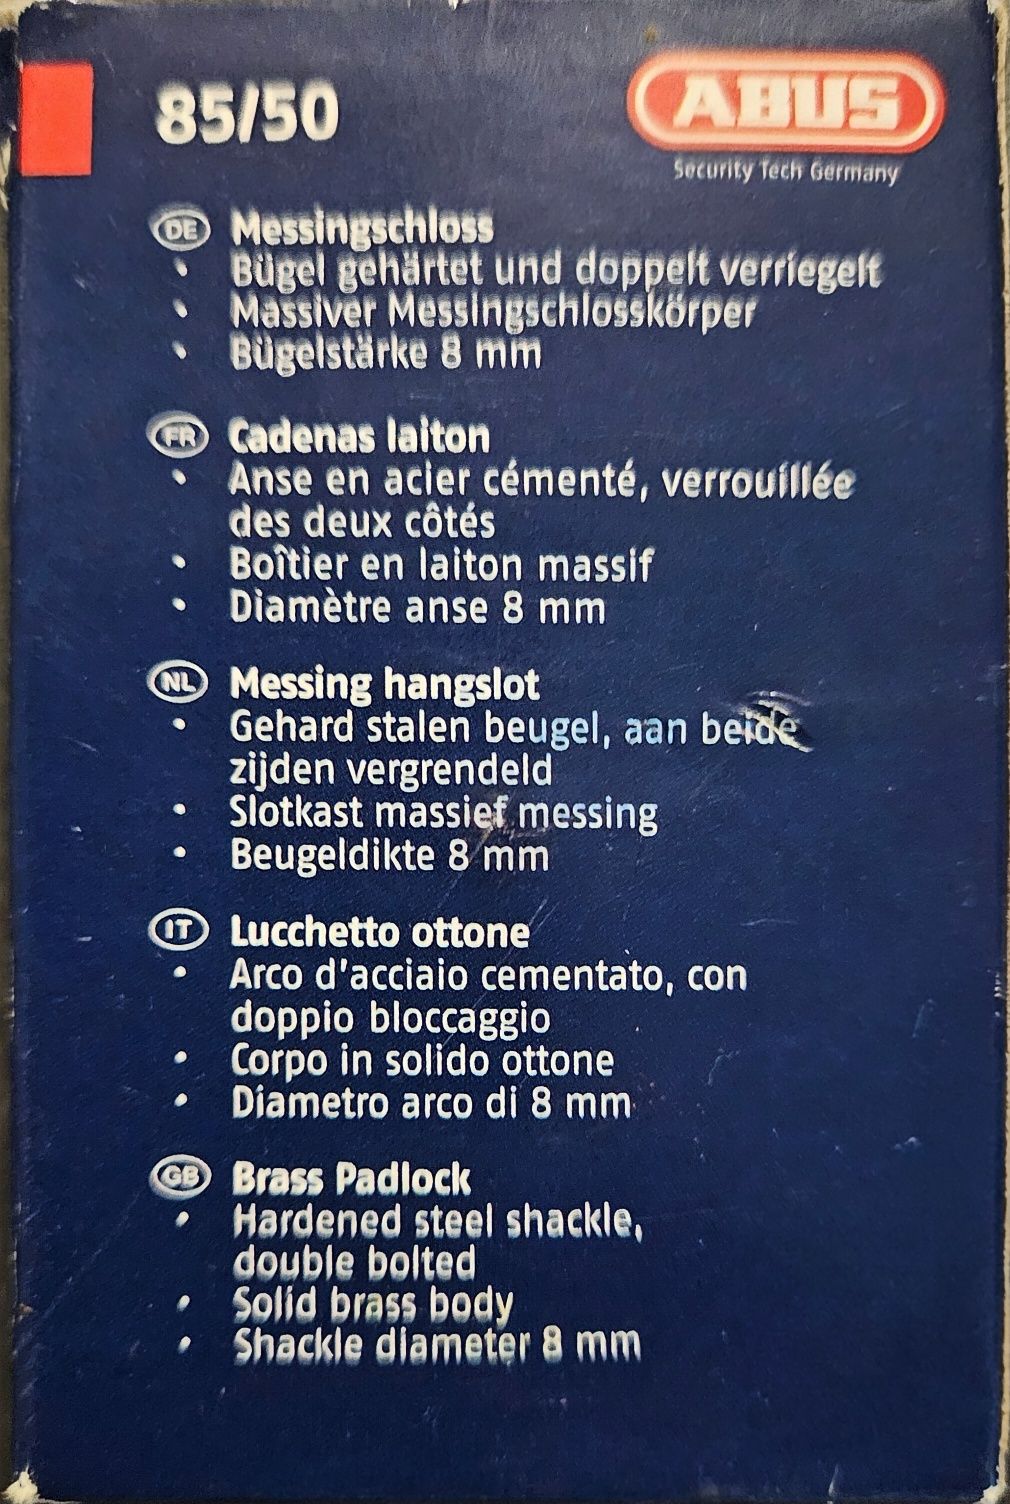 85/50
ABUS
Security Tech Germany
DE Messingschloss
• Bügel gehärtet und doppelt verriegelt
• Massiver Messingschlosskörper
• Bügelstärke 8 mm
FR Cadenas laiton
• Anse en acier cémenté, verrouillée
des deux côtés
• Boîtier en laiton massif
• Diamètre anse 8 mm
NL Messing hangslot
• Gehard stalen beugel, aan beide
zijden vergrendeld
• Slotkast massief messing
• Beugeldikte 8 mm
IT Lucchetto ottone
• Arco d'acciaio cementato, con
doppio bloccaggio
• Corpo in solido ottone
• Diametro arco di 8 mm
GB Brass Padlock
• Hardened steel shackle,
double bolted
• Solid brass body
• Shackle diameter 8 mm